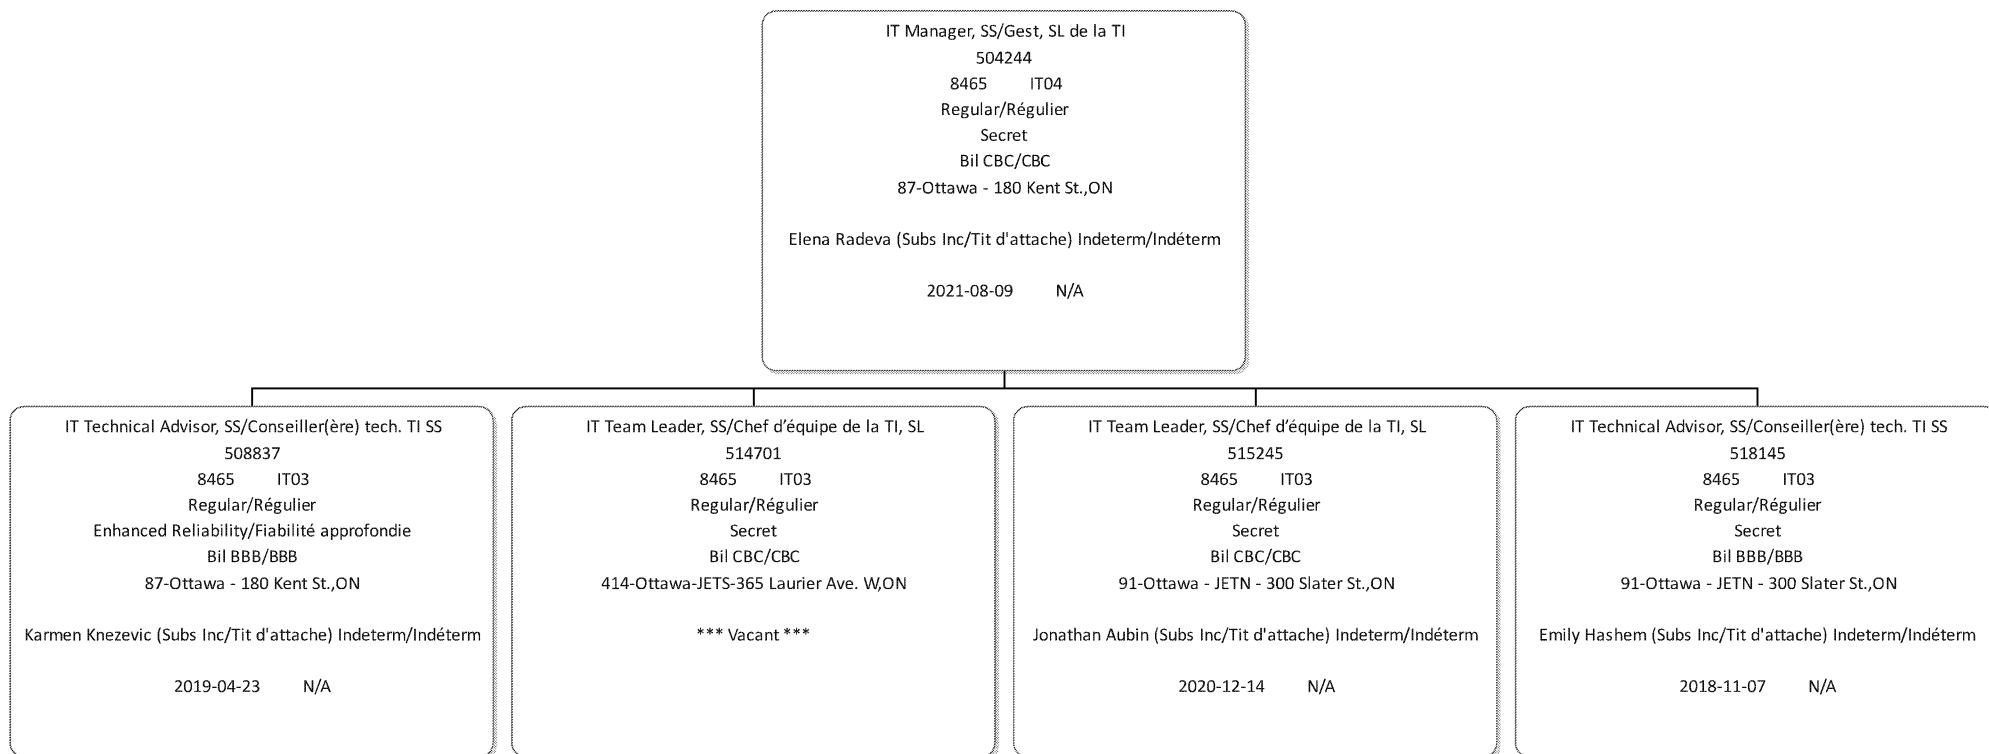 IT Manager, SS/Gest, SL de la TI
504244
8465 IT04
Regular/Régulier
Secret
Bil CBC/CBC
87-Ottawa - 180 Kent St.,ON
Elena Radeva (Subs Inc/Tit d'attache) Indeterm/Indéterm
2021-08-09 N/A
IT Technical Advisor, SS/Conseiller(ère) tech. TI SS
508837
8465 IT03
Regular/Régulier
Enhanced Reliability/Fiabilité approfondie
Bil BBB/BBB
87-Ottawa - 180 Kent St.,ON
Karmen Knezevic (Subs Inc/Tit d'attache) Indeterm/Indéterm
2019-04-23 N/A
IT Team Leader, SS/Chef d’équipe de la TI, SL
514701
8465 IT03
Regular/Régulier
Secret
Bil CBC/CBC
414-Ottawa-JETS-365 Laurier Ave. W,ON
*** Vacant ***
IT Team Leader, SS/Chef d’équipe de la TI, SL
515245
8465 IT03
Regular/Régulier
Secret
Bil CBC/CBC
91-Ottawa - JETN - 300 Slater St.,ON
Jonathan Aubin (Subs Inc/Tit d'attache) Indeterm/Indéterm
2020-12-14 N/A
IT Technical Advisor, SS/Conseiller(ère) tech. TI SS
518145
8465 IT03
Regular/Régulier
Secret
Bil BBB/BBB
91-Ottawa - JETN - 300 Slater St.,ON
Emily Hashem (Subs Inc/Tit d'attache) Indeterm/Indéterm
2018-11-07 N/A